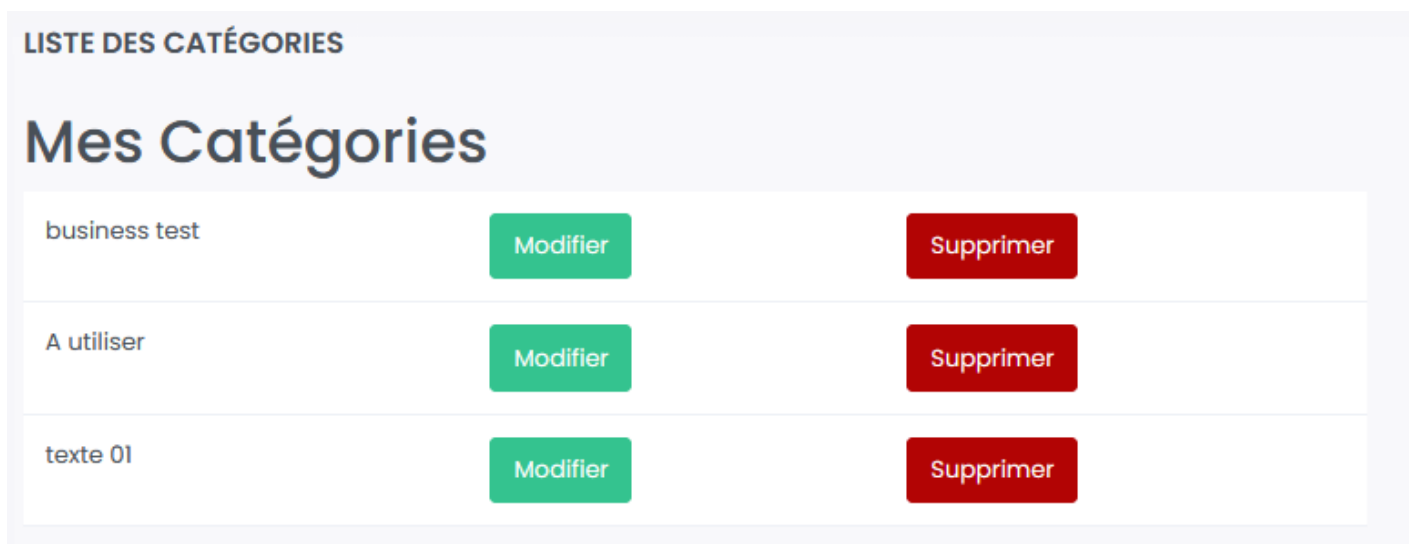 LISTE DES CATÉGORIES
Mes Catégories
business test Modifier Supprimer
A utiliser Modifier Supprimer
texte 01 Modifier Supprimer